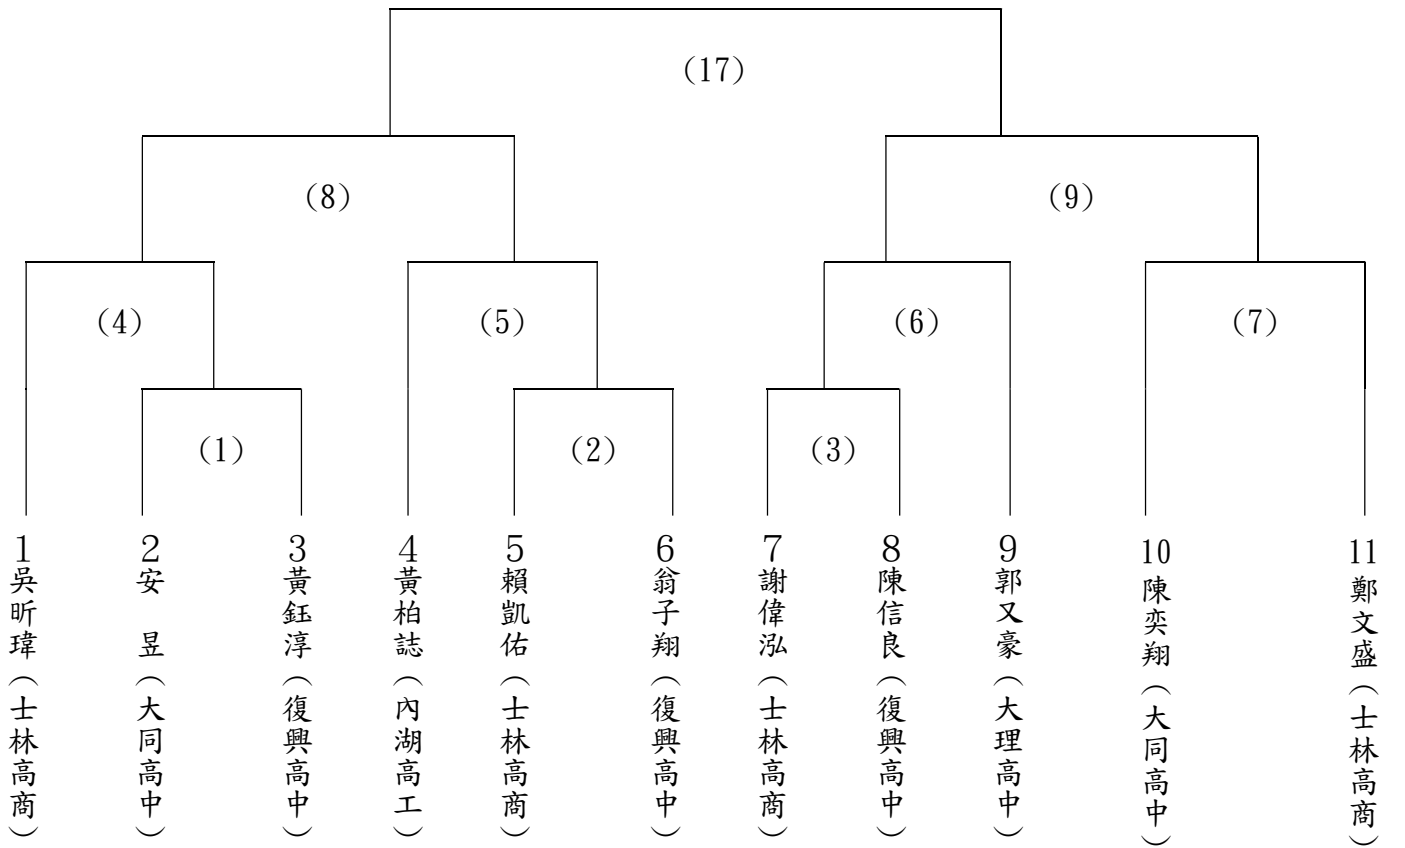 (17)
(8)
(9)
(4)
(5)
(6)
(7)
(1)
(2)
(3)
1吳昕瑋(士林高商)
2安 昱(大同高中)
3黃鈺淳(復興高中)
4黃柏誌(內湖高工)
5賴凱佑(士林高商)
6翁子翔(復興高中)
7謝偉泓(士林高商)
8陳信良(復興高中)
9郭又豪(大理高中)
10陳奕翔(大同高中)
11鄭文盛(士林高商)